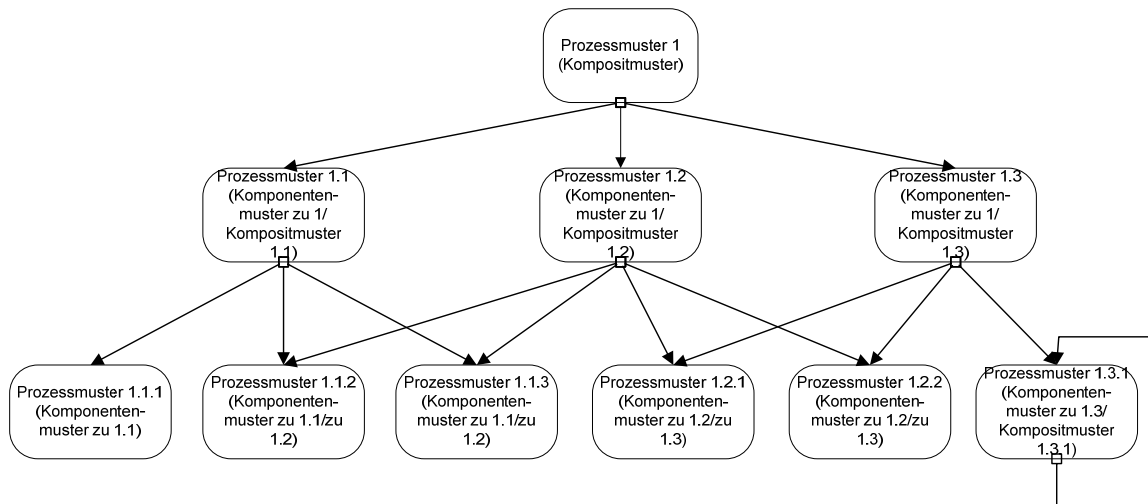 Prozessmuster 1
(Kompositmuster)
Prozessmuster 1.1
(Komponenten-
muster zu 1/
Kompositmuster
1.1)
Prozessmuster 1.2
(Komponenten-
muster zu 1/
Kompositmuster
1.2)
Prozessmuster 1.3
(Komponenten-
muster zu 1/
Kompositmuster
1.3)
Prozessmuster 1.1.1
(Komponenten-
muster zu 1.1)
Prozessmuster 1.1.2
(Komponenten-
muster zu 1.1/zu
1.2)
Prozessmuster 1.1.3
(Komponenten-
muster zu 1.1/zu
1.2)
Prozessmuster 1.2.1
(Komponenten-
muster zu 1.2/zu
1.3)
Prozessmuster 1.2.2
(Komponenten-
muster zu 1.2/zu
1.3)
Prozessmuster 1.3.1
(Komponenten-
muster zu 1.3/
Kompositmuster
1.3.1)